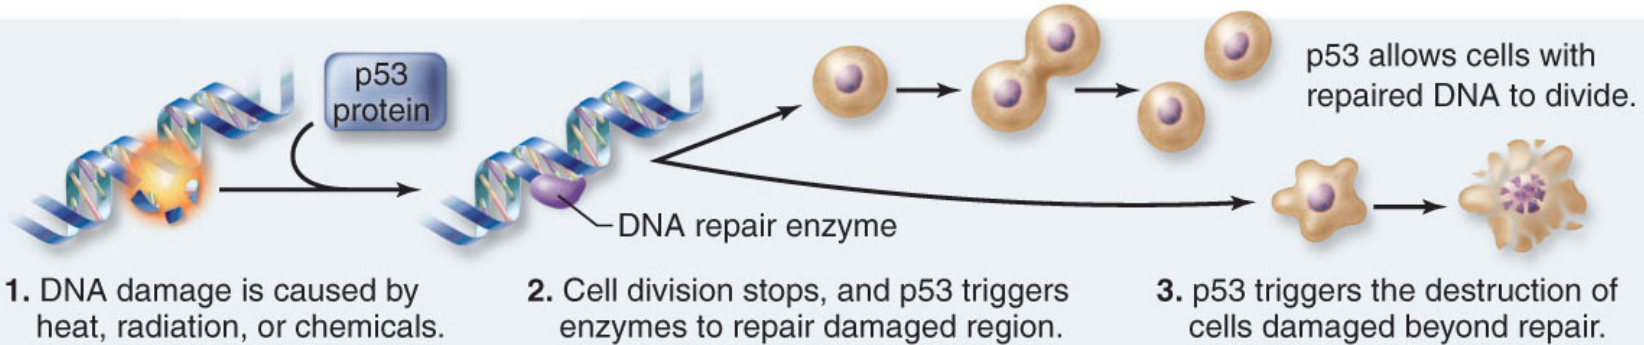 p53
protein
DNA repair enzyme
p53 allows cells with
repaired DNA to divide.
1. DNA damage is caused by
heat, radiation, or chemicals.
2. Cell division stops, and p53 triggers
enzymes to repair damaged region.
3. p53 triggers the destruction of
cells damaged beyond repair.